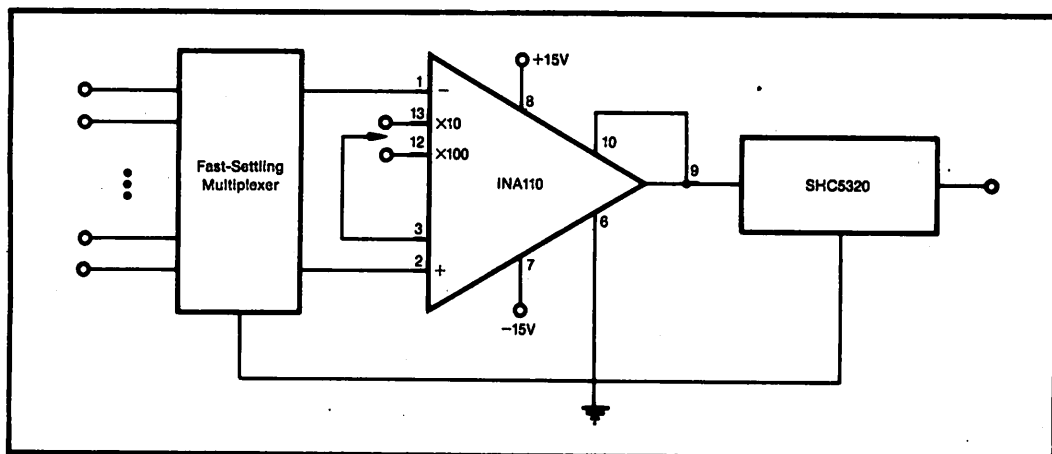 +15V
1
−
8
13
×10
10
12
×100
Fast-Settling
Multiplexer
INA110
9
SHC5320
3
6
2
+
7
−15V